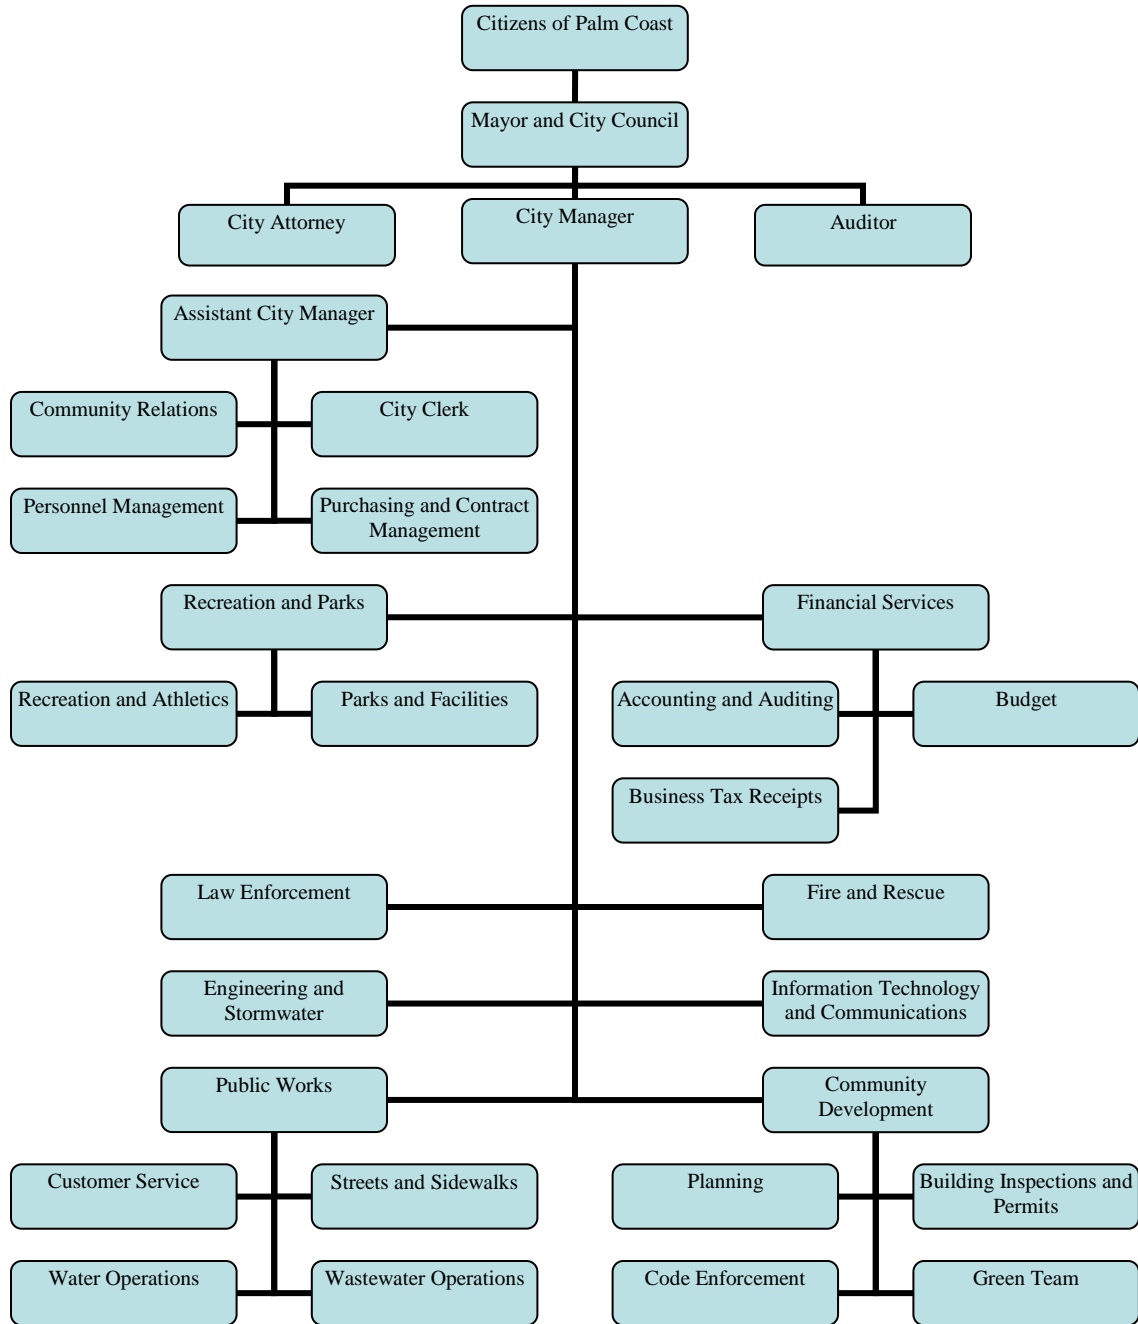 Citizens of Palm Coast
Mayor and City Council
City Attorney
City Manager
Auditor
Assistant City Manager
Community Relations
City Clerk
Personnel Management
Purchasing and Contract
Management
Recreation and Parks
Financial Services
Recreation and Athletics
Parks and Facilities
Accounting and Auditing
Budget
Business Tax Receipts
Law Enforcement
Fire and Rescue
Engineering and
Stormwater
Information Technology
and Communications
Public Works
Community
Development
Customer Service
Streets and Sidewalks
Planning
Building Inspections and
Permits
Water Operations
Wastewater Operations
Code Enforcement
Green Team